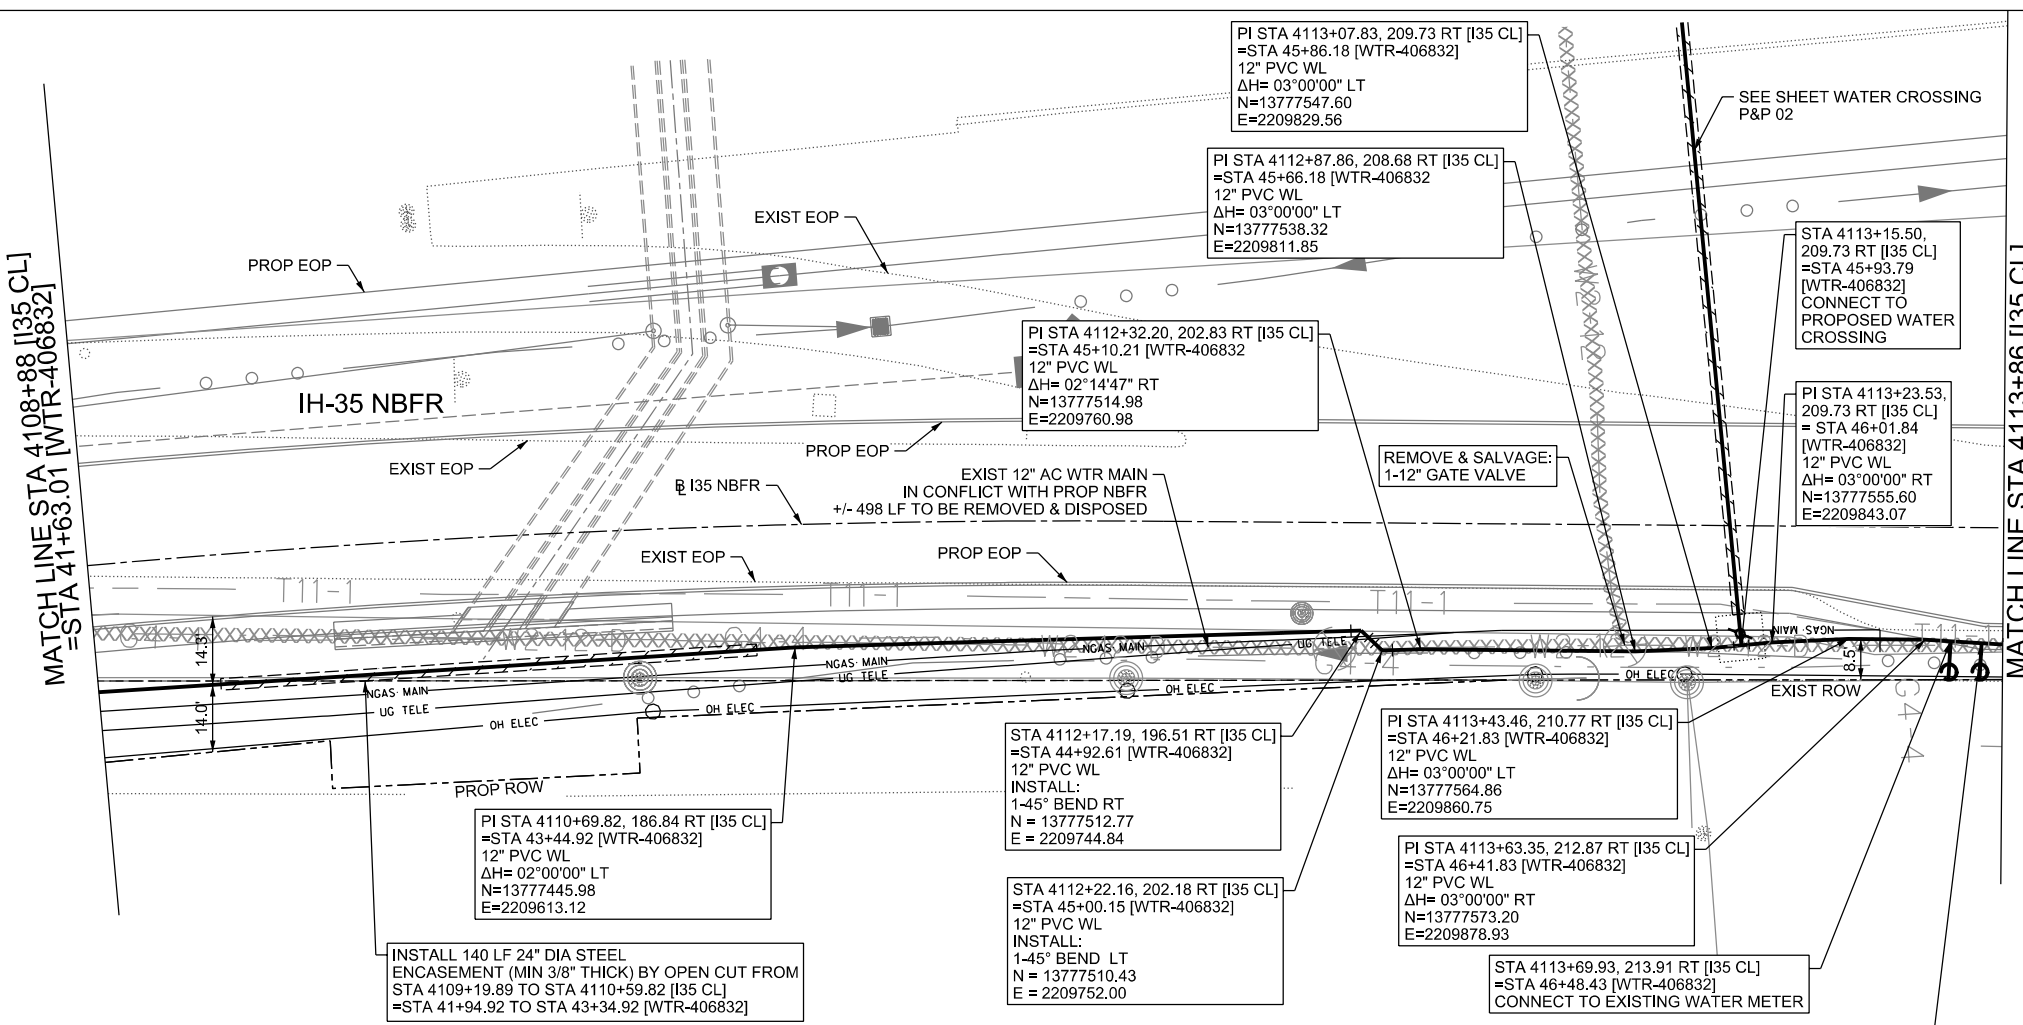 MATCH LINE STA 4108+88 [I35 CL]
=STA 41+63.01 [WTR-406832]
PI STA 4113+07.83, 209.73 RT [I35 CL]
=STA 45+86.18 [WTR-406832]
12" PVC WL
ΔH= 03°00'00" LT
N=13777547.60
E=2209829.56
SEE SHEET WATER CROSSING
P&P 02
PI STA 4112+87.86, 208.68 RT [I35 CL]
=STA 45+66.18 [WTR-406832
12" PVC WL
ΔH= 03°00'00" LT
N=13777538.32
E=2209811.85
EXIST EOP
PROP EOP
STA 4113+15.50,
209.73 RT [I35 CL]
=STA 45+93.79
[WTR-406832]
CONNECT TO
PROPOSED WATER
CROSSING
PI STA 4112+32.20, 202.83 RT [I35 CL]
=STA 45+10.21 [WTR-406832
12" PVC WL
ΔH= 02°14'47" RT
N=13777514.98
E=2209760.98
IH-35 NBFR
PI STA 4113+23.53,
209.73 RT [I35 CL]
= STA 46+01.84
[WTR-406832]
12" PVC WL
ΔH= 03°00'00" RT
N=13777555.60
E=2209843.07
MATCH LINE STA 4113+86 [I35 CL]
EXIST EOP
PROP EOP
REMOVE & SALVAGE:
1-12" GATE VALVE
I35 NBFR
EXIST 12" AC WTR MAIN
IN CONFLICT WITH PROP NBFR
+/- 498 LF TO BE REMOVED & DISPOSED
EXIST EOP
PROP EOP
T11-1
T11-1
T11-1
T11-1
14.3'
14.0'
8.5'
NGAS MAIN
UG TELE
OH ELEC
NGAS MAIN
UG TELE
OH ELEC
NGAS MAIN
UG TELE
OH ELEC
OH ELEC
NGAS MAIN
EXIST ROW
G4-4
PROP ROW
STA 4112+17.19, 196.51 RT [I35 CL]
=STA 44+92.61 [WTR-406832]
12" PVC WL
INSTALL:
1-45° BEND RT
N = 13777512.77
E = 2209744.84
PI STA 4113+43.46, 210.77 RT [I35 CL]
=STA 46+21.83 [WTR-406832]
12" PVC WL
ΔH= 03°00'00" LT
N=13777564.86
E=2209860.75
PI STA 4110+69.82, 186.84 RT [I35 CL]
=STA 43+44.92 [WTR-406832]
12" PVC WL
ΔH= 02°00'00" LT
N=13777445.98
E=2209613.12
PI STA 4113+63.35, 212.87 RT [I35 CL]
=STA 46+41.83 [WTR-406832]
12" PVC WL
ΔH= 03°00'00" RT
N=13777573.20
E=2209878.93
STA 4112+22.16, 202.18 RT [I35 CL]
=STA 45+00.15 [WTR-406832]
12" PVC WL
INSTALL:
1-45° BEND  LT
N = 13777510.43
E = 2209752.00
INSTALL 140 LF 24" DIA STEEL
ENCASEMENT (MIN 3/8" THICK) BY OPEN CUT FROM
STA 4109+19.89 TO STA 4110+59.82 [I35 CL]
=STA 41+94.92 TO STA 43+34.92 [WTR-406832]
STA 4113+69.93, 213.91 RT [I35 CL]
=STA 46+48.43 [WTR-406832]
CONNECT TO EXISTING WATER METER